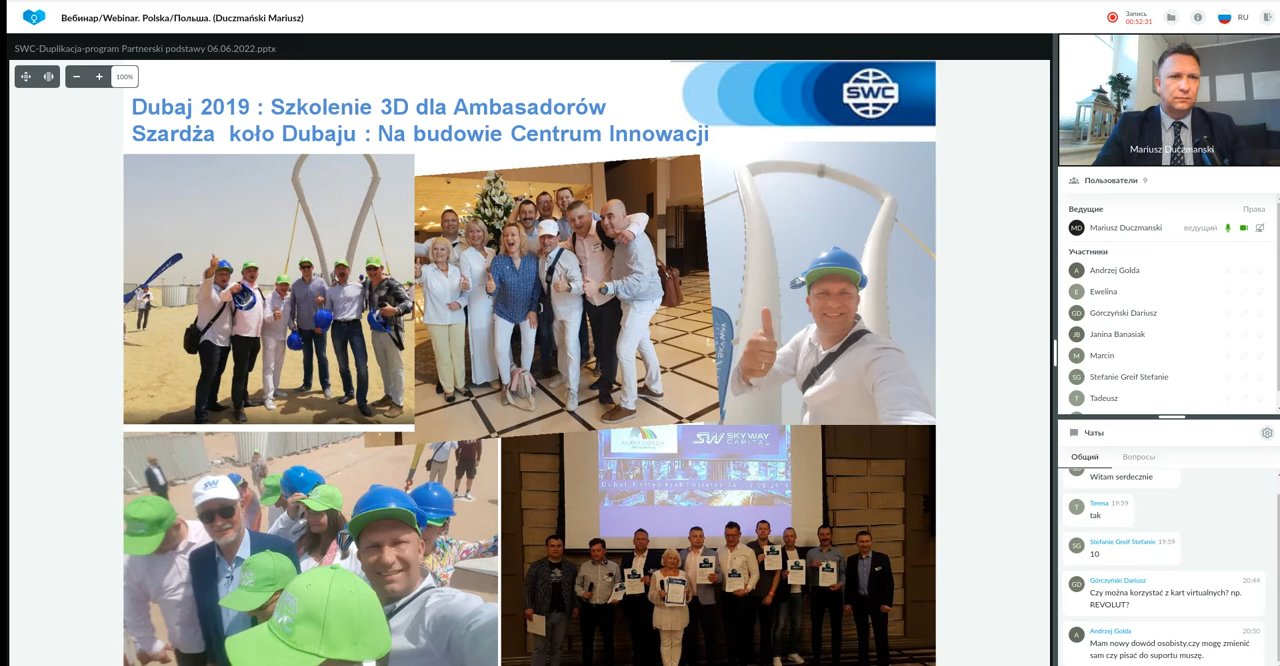 Вебинар/Webinar. Polska/Польша. (Duczmański Mariusz)
Запись
00:52:31
RU
SWC-Duplikacja-program Partnerski podstawy 06.06.2022.pptx
100%
Dubaj 2019 : Szkolenie 3D dla Ambasadorów
Szardża koło Dubaju : Na budowie Centrum Innowacji
SWC
SW SKYWAY
CAPITAL
Mariusz Duczmanski
Пользователи 9
Ведущие Права
MD Mariusz Duczmanski ведущий
Участники
A Andrzej Golda
E Ewelina
GD Górczyński Dariusz
JB Janina Banasiak
M Marcin
SG Stefanie Greif Stefanie
T Tadeusz
Чаты
Общий Вопросы
Witam serdecznie
T Teresa 19:59
tak
SG Stefanie Greif Stefanie 19:59
10
GD Górczyński Dariusz 20:44
Czy można korzystać z kart virtualnych? np.
REVOLUT?
A Andrzej Golda 20:50
Mam nowy dowód osobisty,czy mogę zmienić
sam czy pisać do suportu muszę.